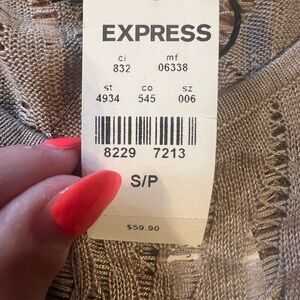 EXPRESS
ci mf
832 06338
st co sz
4934 545 006
8229 7213
S/P
$59.90